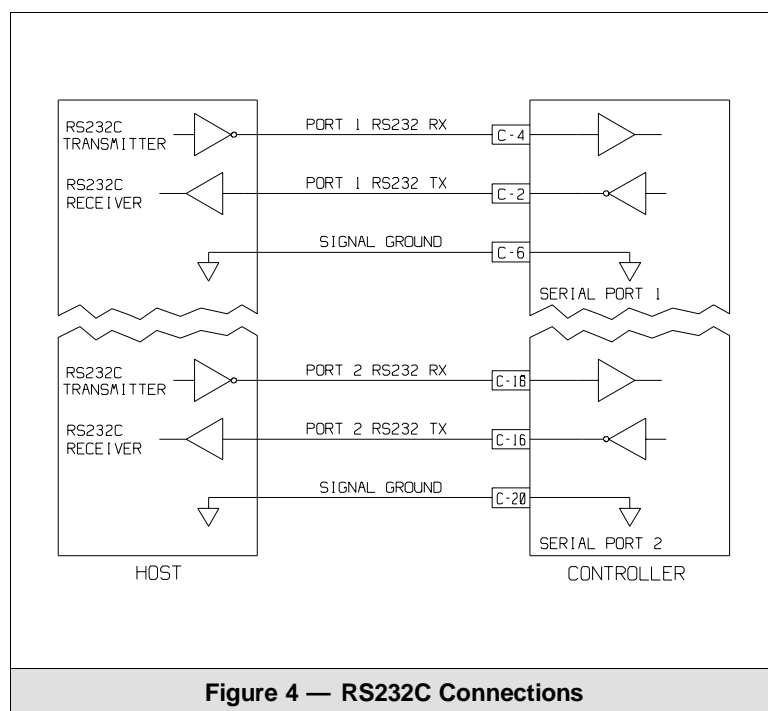 RS232C
TRANSMITTER
PORT 1 RS232 RX
C-4
RS232C
RECEIVER
PORT 1 RS232 TX
C-2
SIGNAL GROUND
C-6
SERIAL PORT 1
RS232C
TRANSMITTER
PORT 2 RS232 RX
C-16
RS232C
RECEIVER
PORT 2 RS232 TX
C-16
SIGNAL GROUND
C-20
SERIAL PORT 2
HOST
CONTROLLER
Figure 4 — RS232C Connections